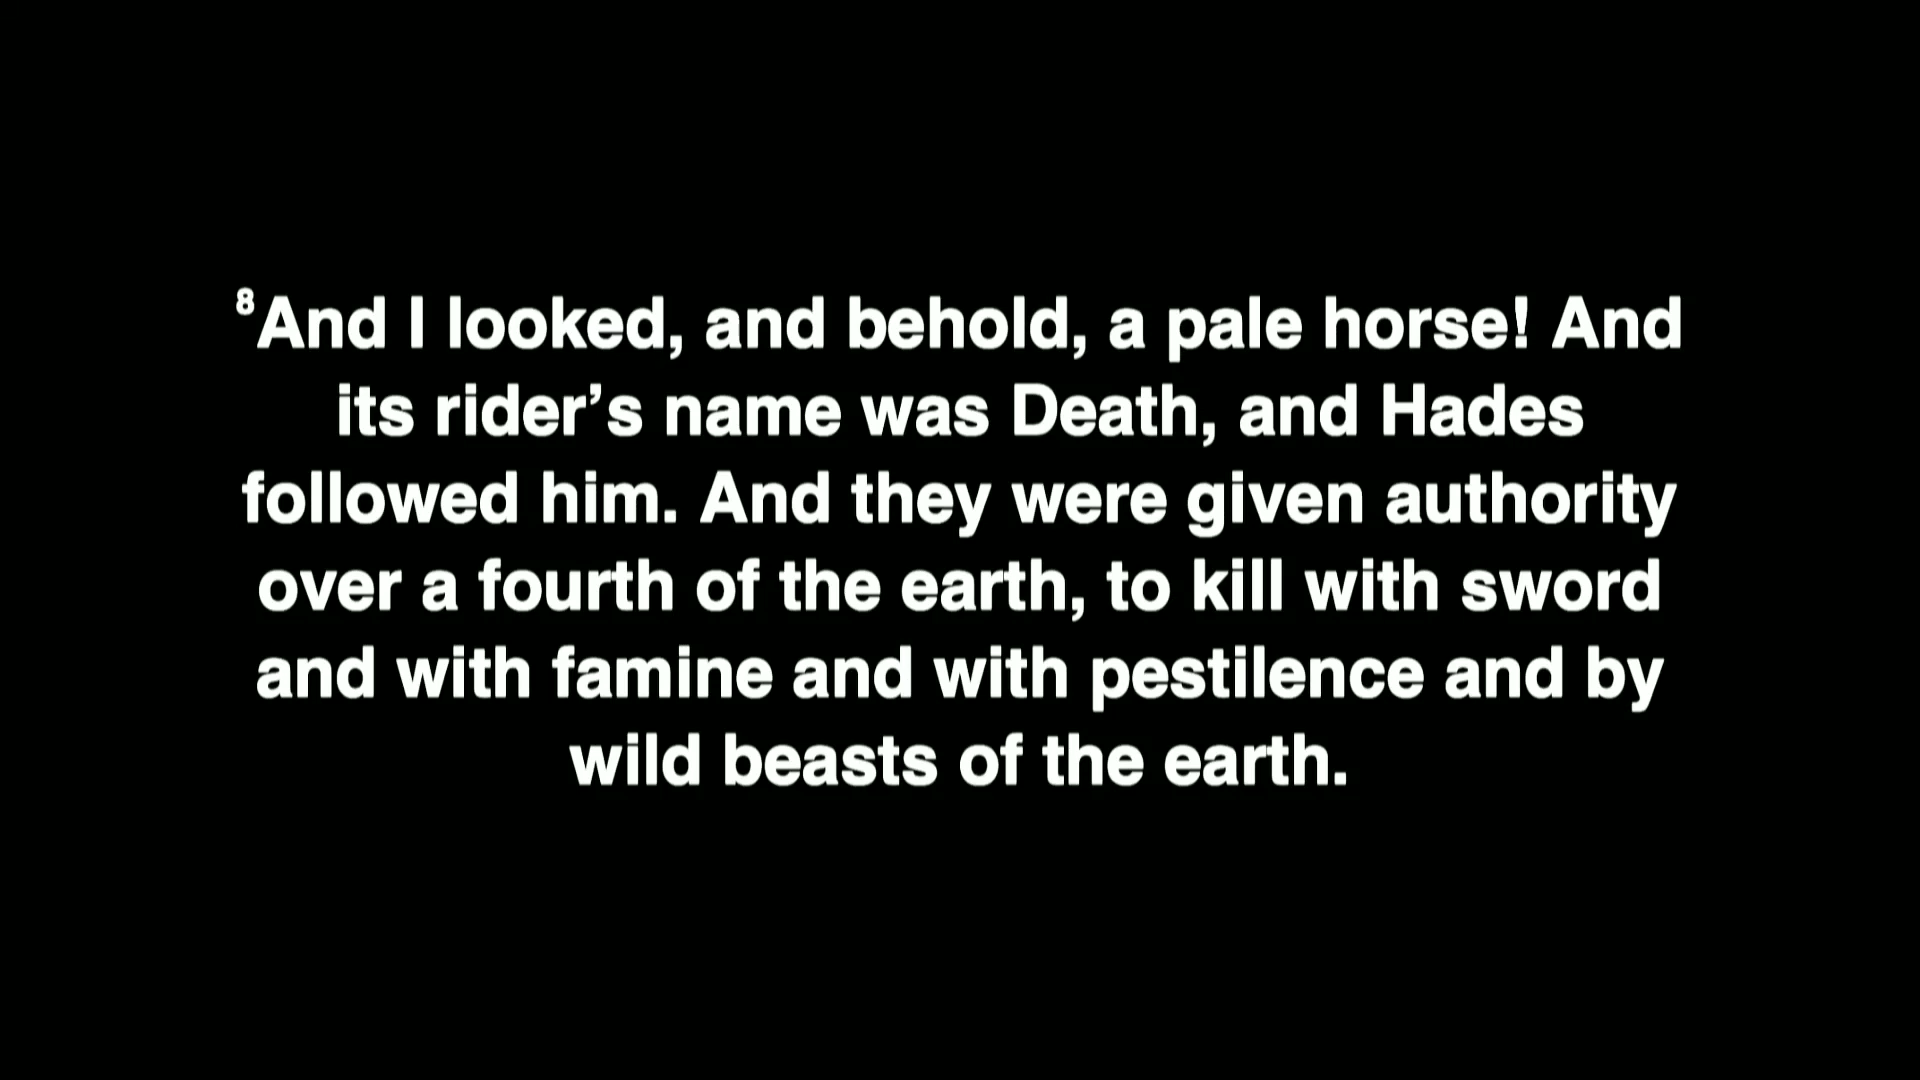 ⁸And I looked, and behold, a pale horse! And
its rider’s name was Death, and Hades
followed him. And they were given authority
over a fourth of the earth, to kill with sword
and with famine and with pestilence and by
wild beasts of the earth.